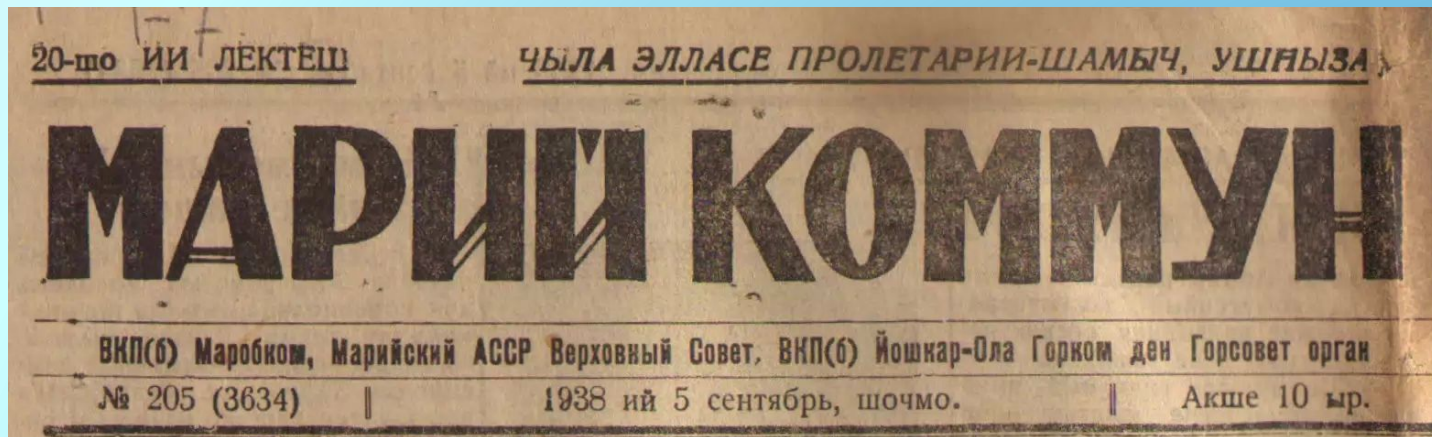 20-шо ИИ ЛЕКТЕШ ЧЫЛА ЭЛЛАСЕ ПРОЛЕТАРИИ-ШАМЫЧ, УШНЫЗА
МАРИЙ КОММУН
ВКП(б) Маробком, Марийский АССР Верховный Совет, ВКП(б) Йошкар-Ола Горком ден Горсовет орган
№ 205 (3634) || 1938 ий 5 сентябрь, шочмо. || Акше 10 ыр.